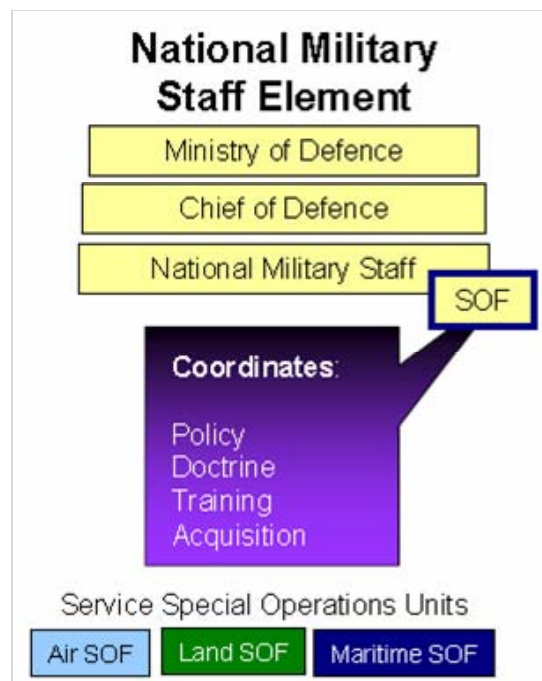 National Military
Staff Element
Ministry of Defence
Chief of Defence
National Military Staff
SOF
Coordinates:
Policy
Doctrine
Training
Acquisition
Service Special Operations Units
Air SOF
Land SOF
Maritime SOF